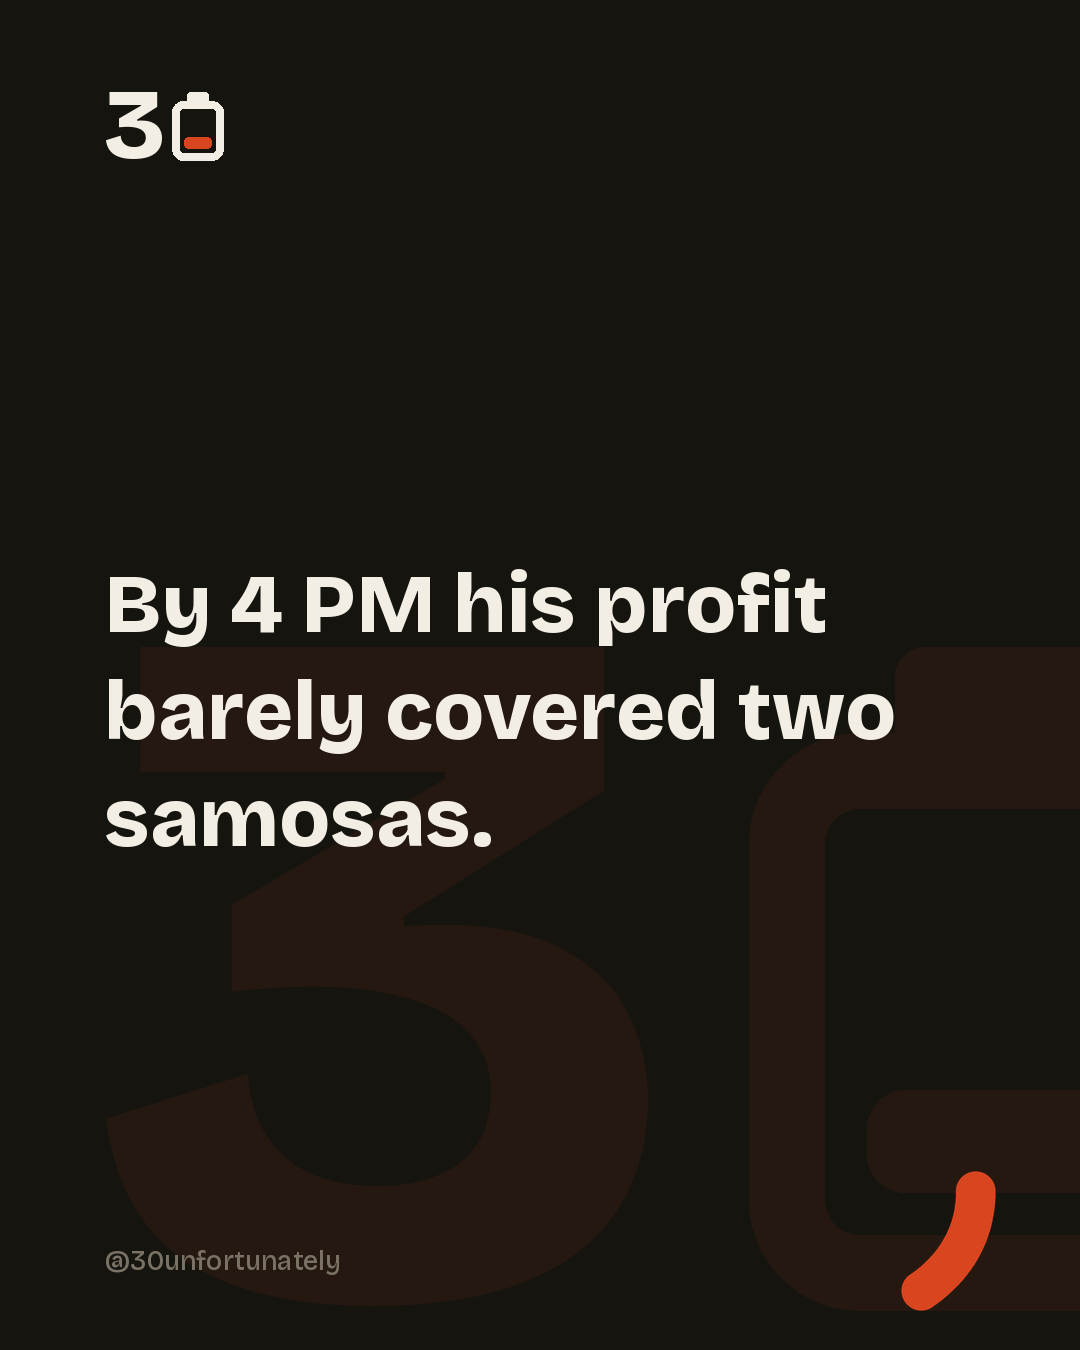 30
By 4 PM his profit
barely covered two
samosas.
@30unfortunately